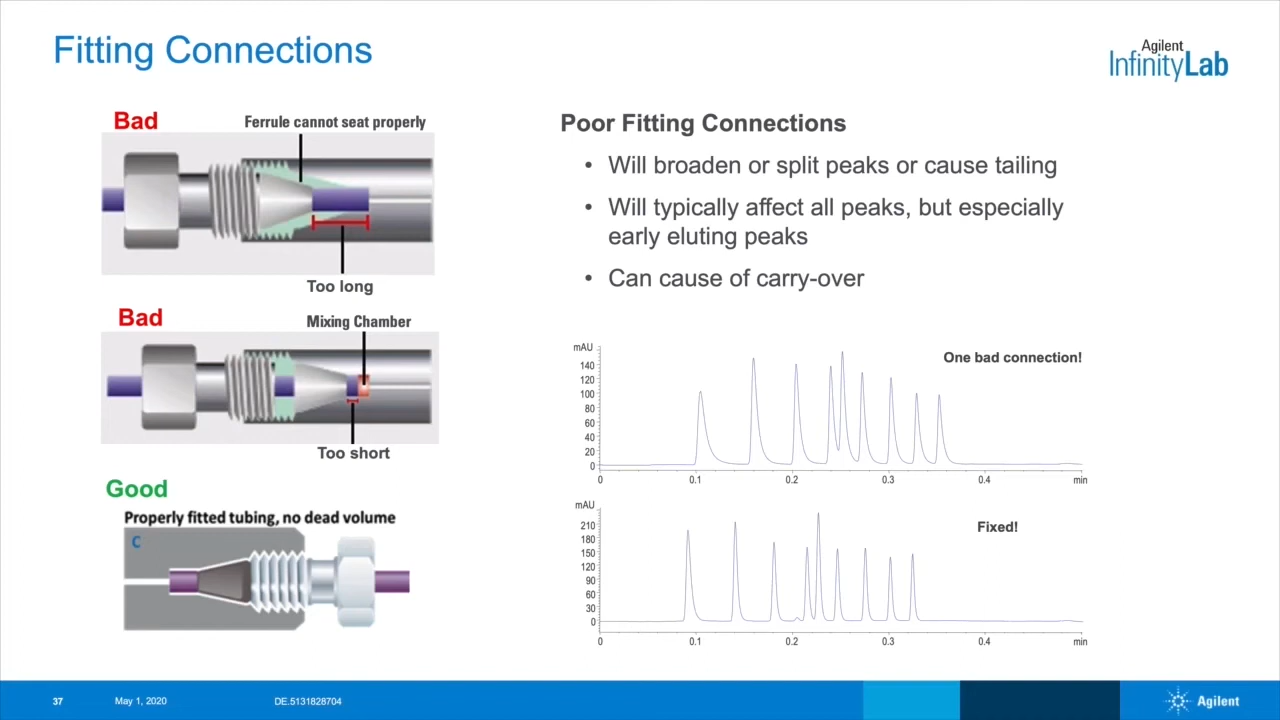 Fitting Connections
Agilent
InfinityLab
Bad
Ferrule cannot seat properly
Too long
Bad
Mixing Chamber
Too short
Good
Properly fitted tubing, no dead volume
C
Poor Fitting Connections
• Will broaden or split peaks or cause tailing
• Will typically affect all peaks, but especially
early eluting peaks
• Can cause of carry-over
mAU
One bad connection!
140
120
100
80
60
40
20
0
0 0.1 0.2 0.3 0.4 min
mAU
Fixed!
210
180
150
120
90
60
30
0
0 0.1 0.2 0.3 0.4 min
37 May 1, 2020 DE.5131828704
Agilent